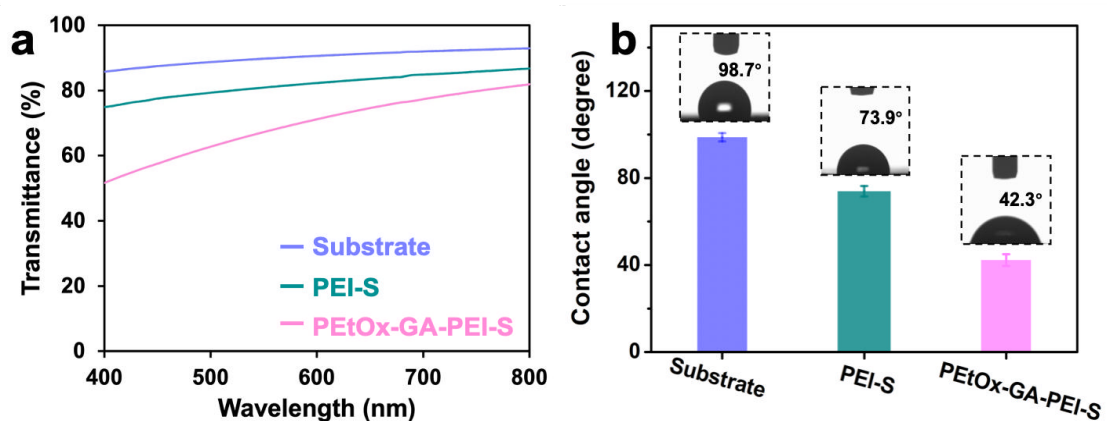 a
Transmittance (%)
100
80
60
40
20
0
Substrate
PEI-S
PEtOx-GA-PEI-S
400
500
600
700
800
Wavelength (nm)
b
Contact angle (degree)
120
80
40
0
98.7°
73.9°
42.3°
Substrate
PEI-S
PEtOx-GA-PEI-S